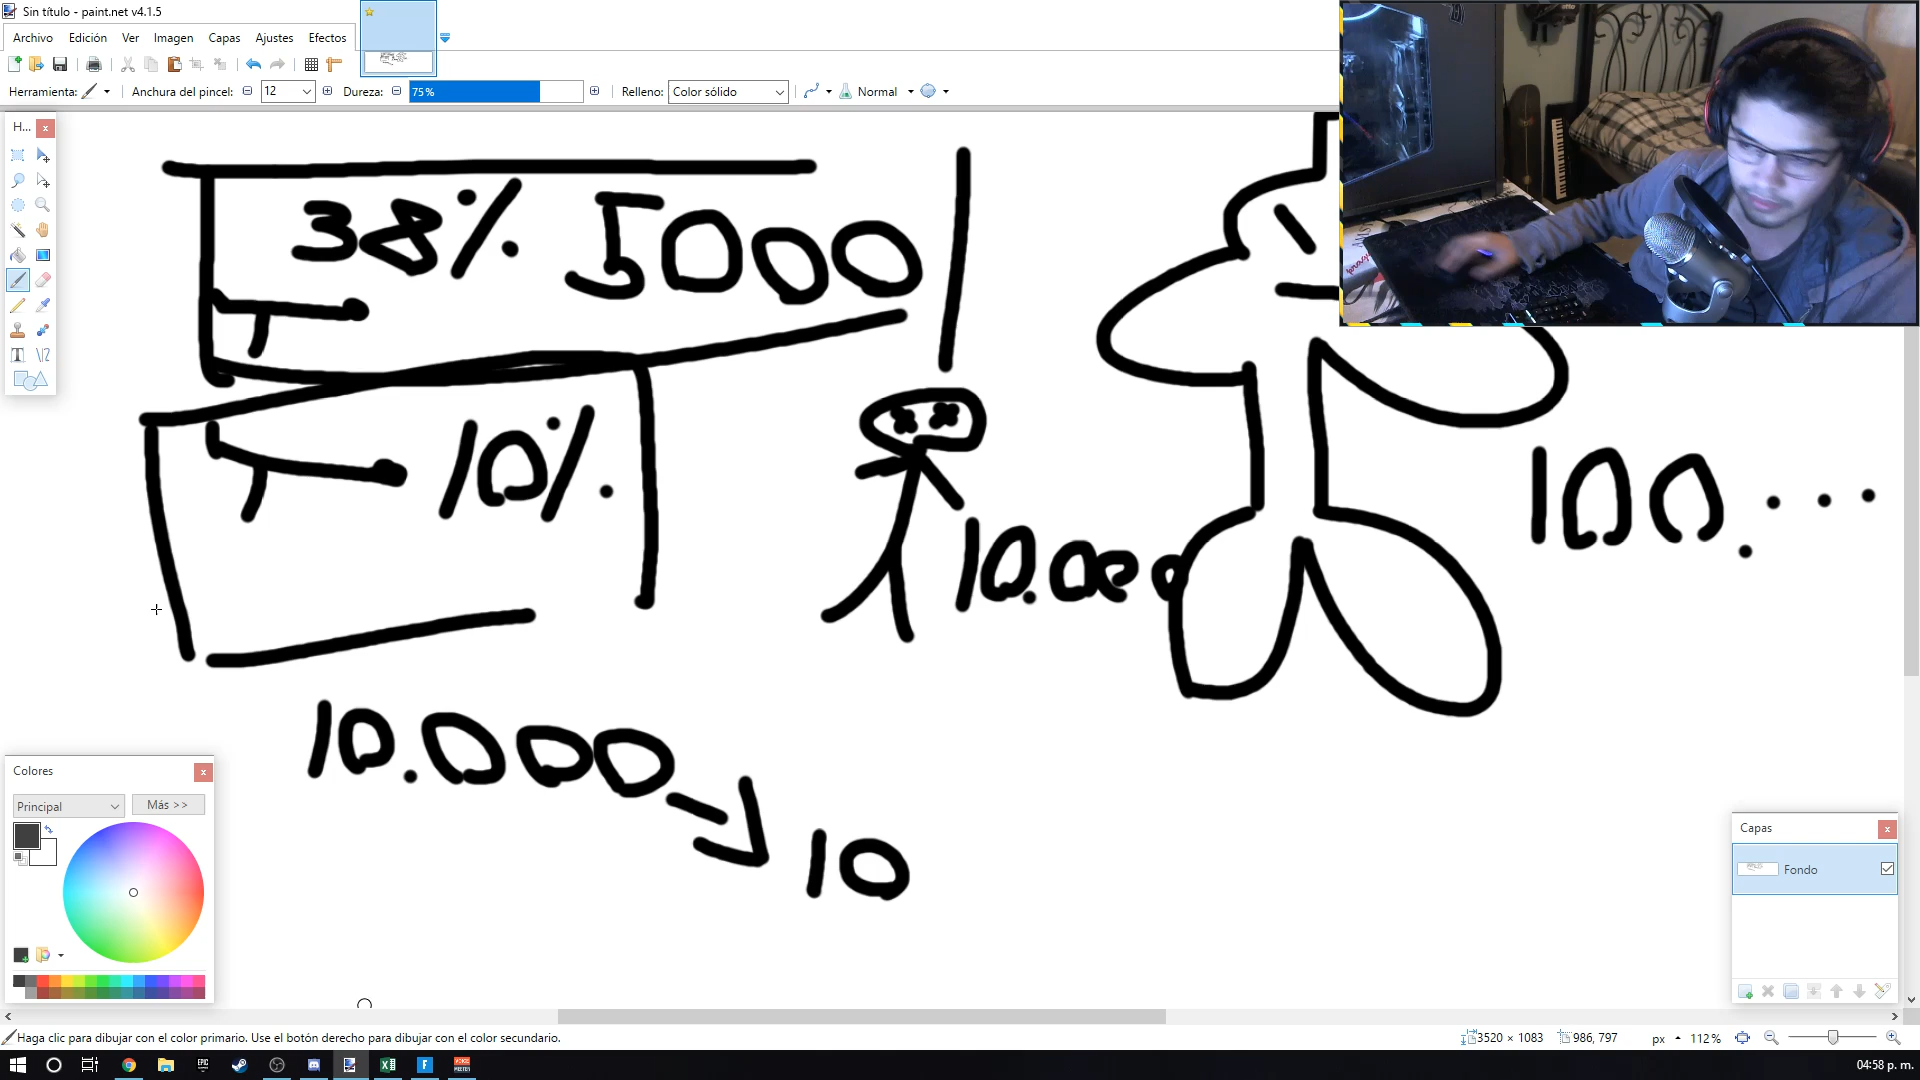 Sin título - paint.net v4.1.5
Archivo Edición Ver Imagen Capas Ajustes Efectos
Herramienta: Anchura del pincel: 12 Dureza: 75% Relleno: Color sólido Normal
H...
38% 5000
10%
10.000
100. ...
10.000
10
Colores
Principal Más >>
Capas
Fondo
Haga clic para dibujar con el color primario. Use el botón derecho para dibujar con el color secundario.
3520 × 1083 986, 797 px 112%
04:58 p. m.